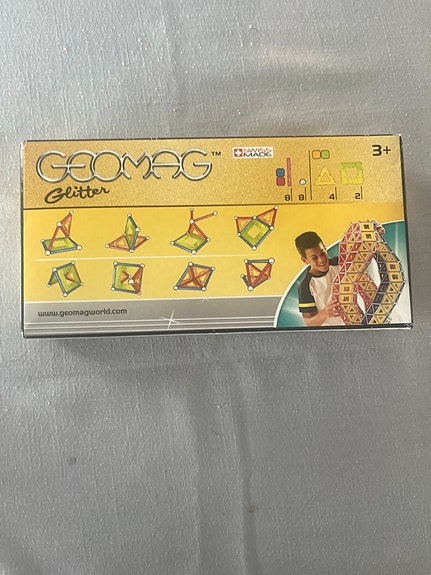 GEOMAG™
Glitter
SWISS
MADE
3+
8 8 4 2
www.geomagworld.com